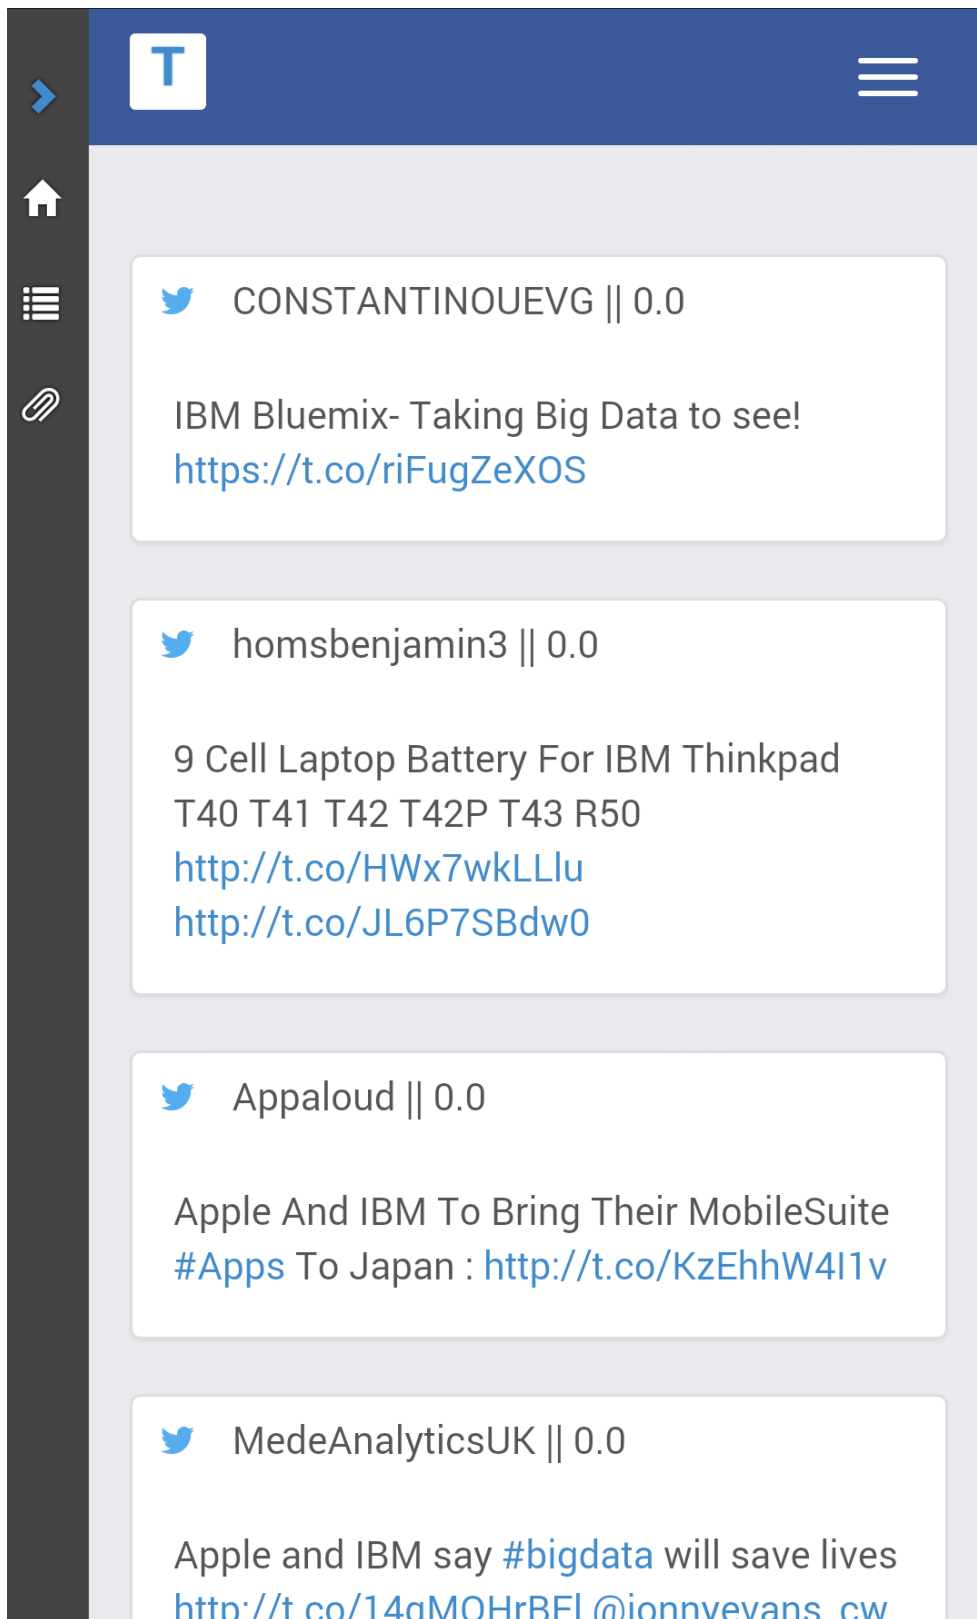 T
CONSTANTINOUEVG || 0.0
IBM Bluemix- Taking Big Data to see!
https://t.co/riFugZeXOS
homsbenjamin3 || 0.0
9 Cell Laptop Battery For IBM Thinkpad
T40 T41 T42 T42P T43 R50
http://t.co/HWx7wkLLlu
http://t.co/JL6P7SBdw0
Appaloud || 0.0
Apple And IBM To Bring Their MobileSuite
#Apps To Japan : http://t.co/KzEhhW4I1v
MedeAnalyticsUK || 0.0
Apple and IBM say #bigdata will save lives
@jonnyevans_cw